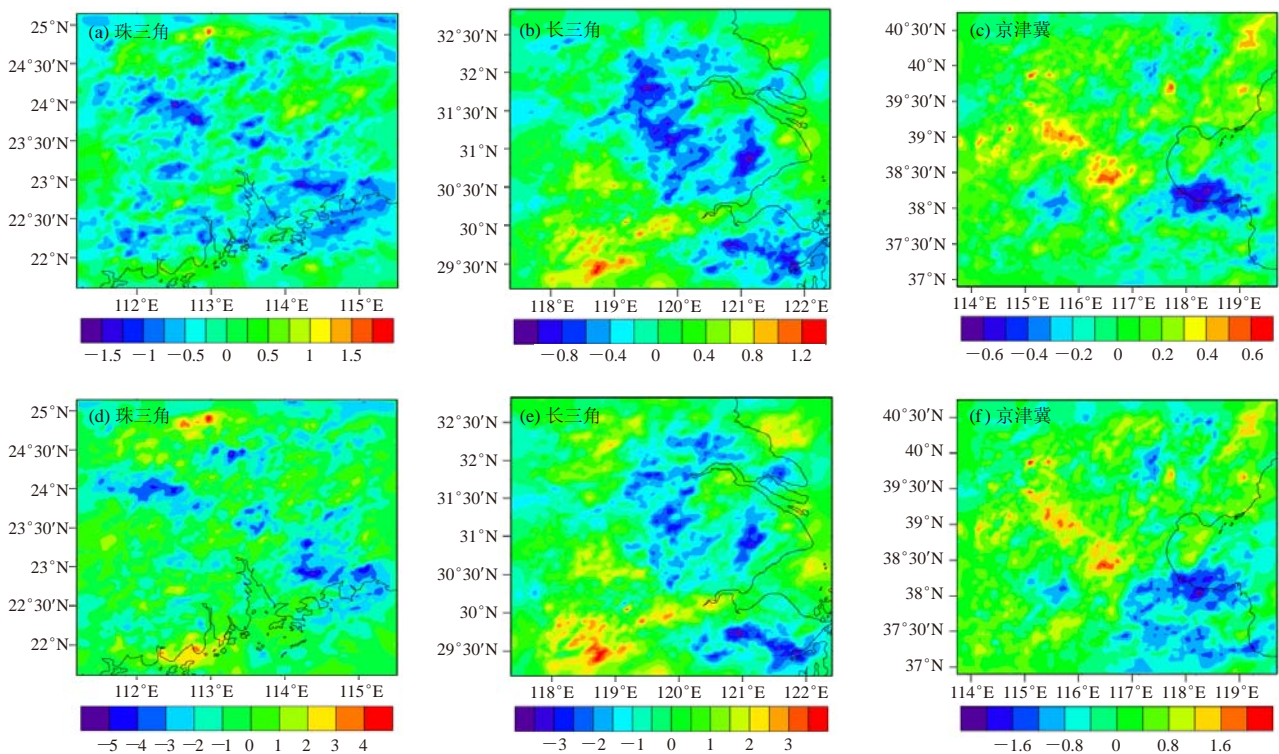 (a) 珠三角
25°N
24°30′N
24°N
23°30′N
23°N
22°30′N
22°N
112°E 113°E 114°E 115°E
−1.5 −1 −0.5 0 0.5 1 1.5
(b) 长三角
32°30′N
32°N
31°30′N
31°N
30°30′N
30°N
29°30′N
118°E 119°E 120°E 121°E 122°E
−0.8 −0.4 0 0.4 0.8 1.2
(c) 京津冀
40°30′N
40°N
39°30′N
39°N
38°30′N
38°N
37°30′N
37°N
114°E 115°E 116°E 117°E 118°E 119°E
−0.6 −0.4 −0.2 0 0.2 0.4 0.6
(d) 珠三角
25°N
24°30′N
24°N
23°30′N
23°N
22°30′N
22°N
112°E 113°E 114°E 115°E
−5 −4 −3 −2 −1 0 1 2 3 4
(e) 长三角
32°30′N
32°N
31°30′N
31°N
30°30′N
30°N
29°30′N
118°E 119°E 120°E 121°E 122°E
−3 −2 −1 0 1 2 3
(f) 京津冀
40°30′N
40°N
39°30′N
39°N
38°30′N
38°N
37°30′N
37°N
114°E 115°E 116°E 117°E 118°E 119°E
−1.6 −0.8 0 0.8 1.6